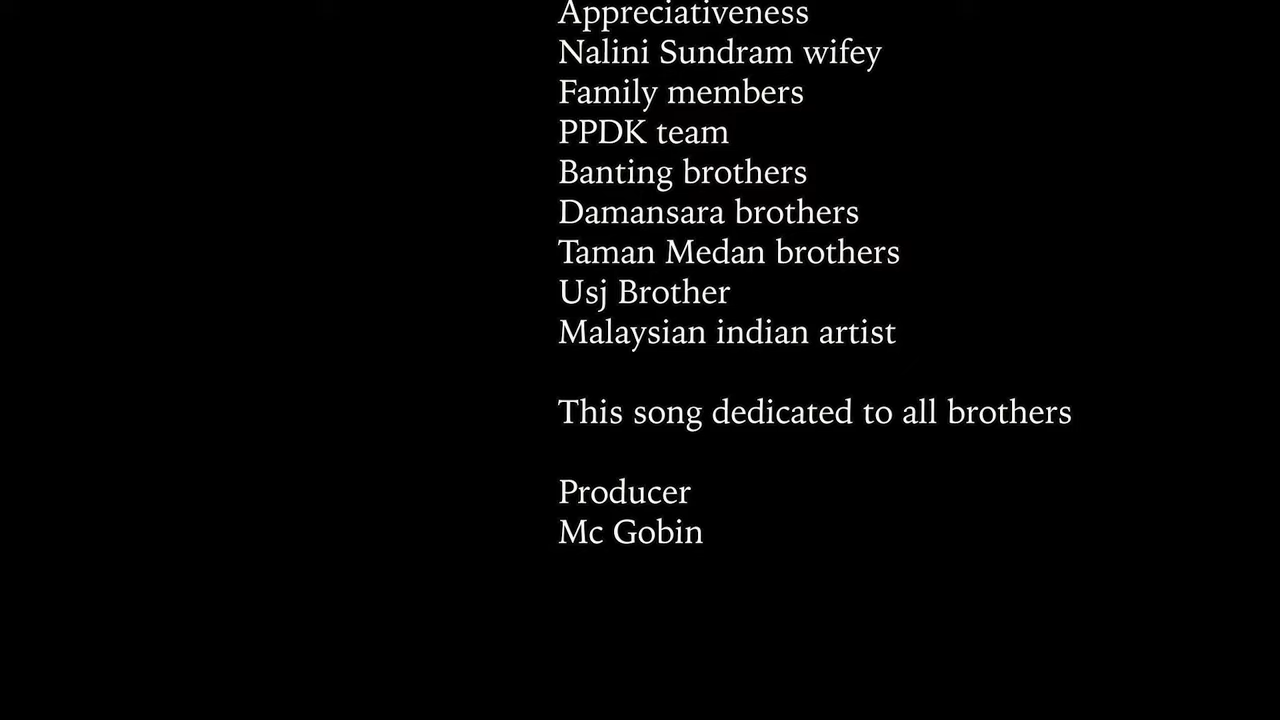 Appreciativeness
Nalini Sundram wifey
Family members
PPDK team
Banting brothers
Damansara brothers
Taman Medan brothers
Usj Brother
Malaysian indian artist
This song dedicated to all brothers
Producer
Mc Gobin